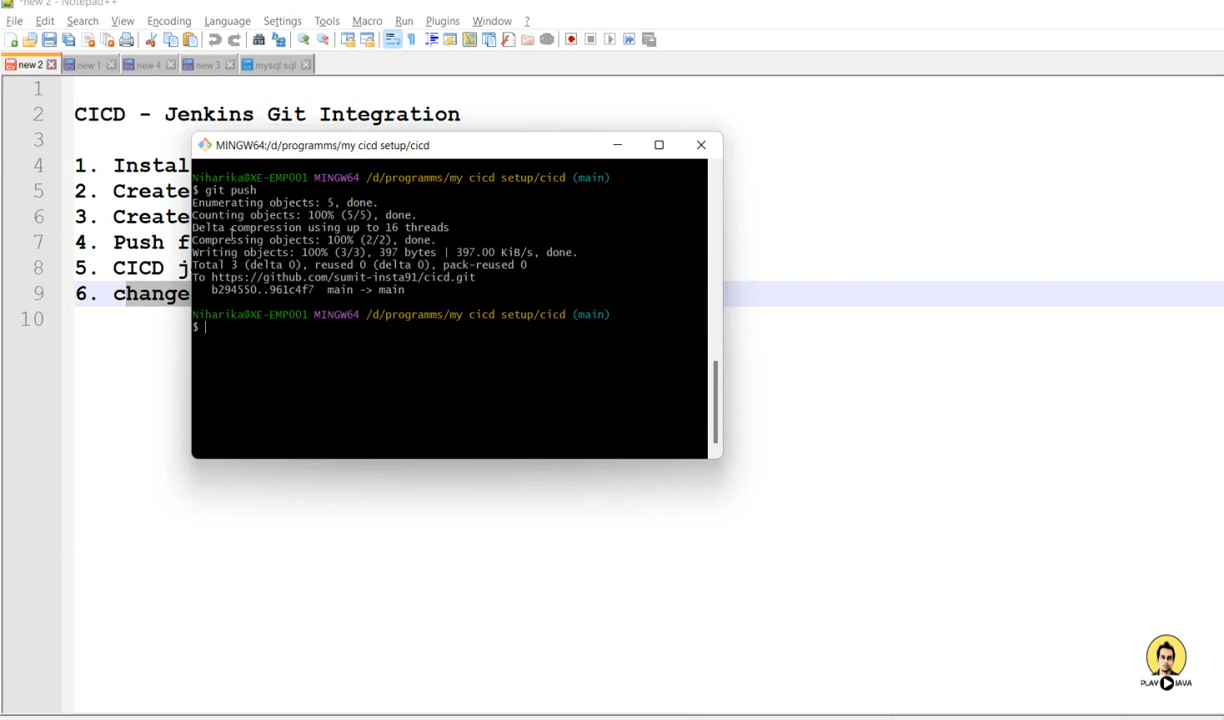 *new 2 - Notepad++
File Edit Search View Encoding Language Settings Tools Macro Run Plugins Window ?
new 2 new 1 new 4 new 3 mysql.sql
1
2 CICD - Jenkins Git Integration
3
4 1. Instal
5 2. Create
6 3. Create
7 4. Push f
8 5. CICD j
9 6. change
10
MINGW64:/d/programms/my cicd setup/cicd
Niharika@XE-EMP001 MINGW64 /d/programms/my cicd setup/cicd (main)
$ git push
Enumerating objects: 5, done.
Counting objects: 100% (5/5), done.
Delta compression using up to 16 threads
Compressing objects: 100% (2/2), done.
Writing objects: 100% (3/3), 397 bytes | 397.00 KiB/s, done.
Total 3 (delta 0), reused 0 (delta 0), pack-reused 0
To https://github.com/sumit-insta91/cicd.git
b294550..961c4f7 main -> main
Niharika@XE-EMP001 MINGW64 /d/programms/my cicd setup/cicd (main)
$
PLAY JAVA